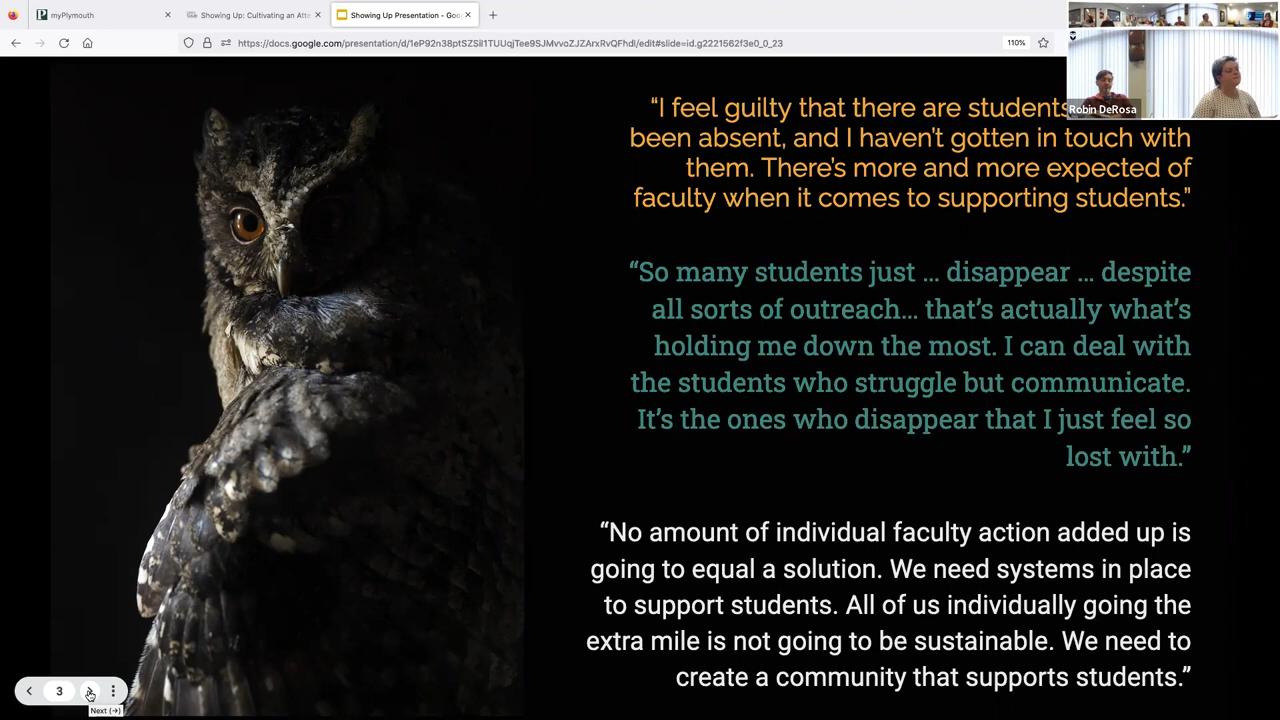 myPlymouth
Showing Up: Cultivating an Atte
Showing Up Presentation - Goo
https://docs.google.com/presentation/d/1eP92n38ptSZSil1TUUqjTee9SJMvvoZJZArxRvQFhdI/edit#slide=id.g2221562f3e0_0_23
110%
Robin DeRosa
“I feel guilty that there are students
been absent, and I haven’t gotten in touch with
them. There’s more and more expected of
faculty when it comes to supporting students.”
“So many students just ... disappear ... despite
all sorts of outreach... that’s actually what’s
holding me down the most. I can deal with
the students who struggle but communicate.
It’s the ones who disappear that I just feel so
lost with.”
“No amount of individual faculty action added up is
going to equal a solution. We need systems in place
to support students. All of us individually going the
extra mile is not going to be sustainable. We need to
create a community that supports students.”
3
Next (→)